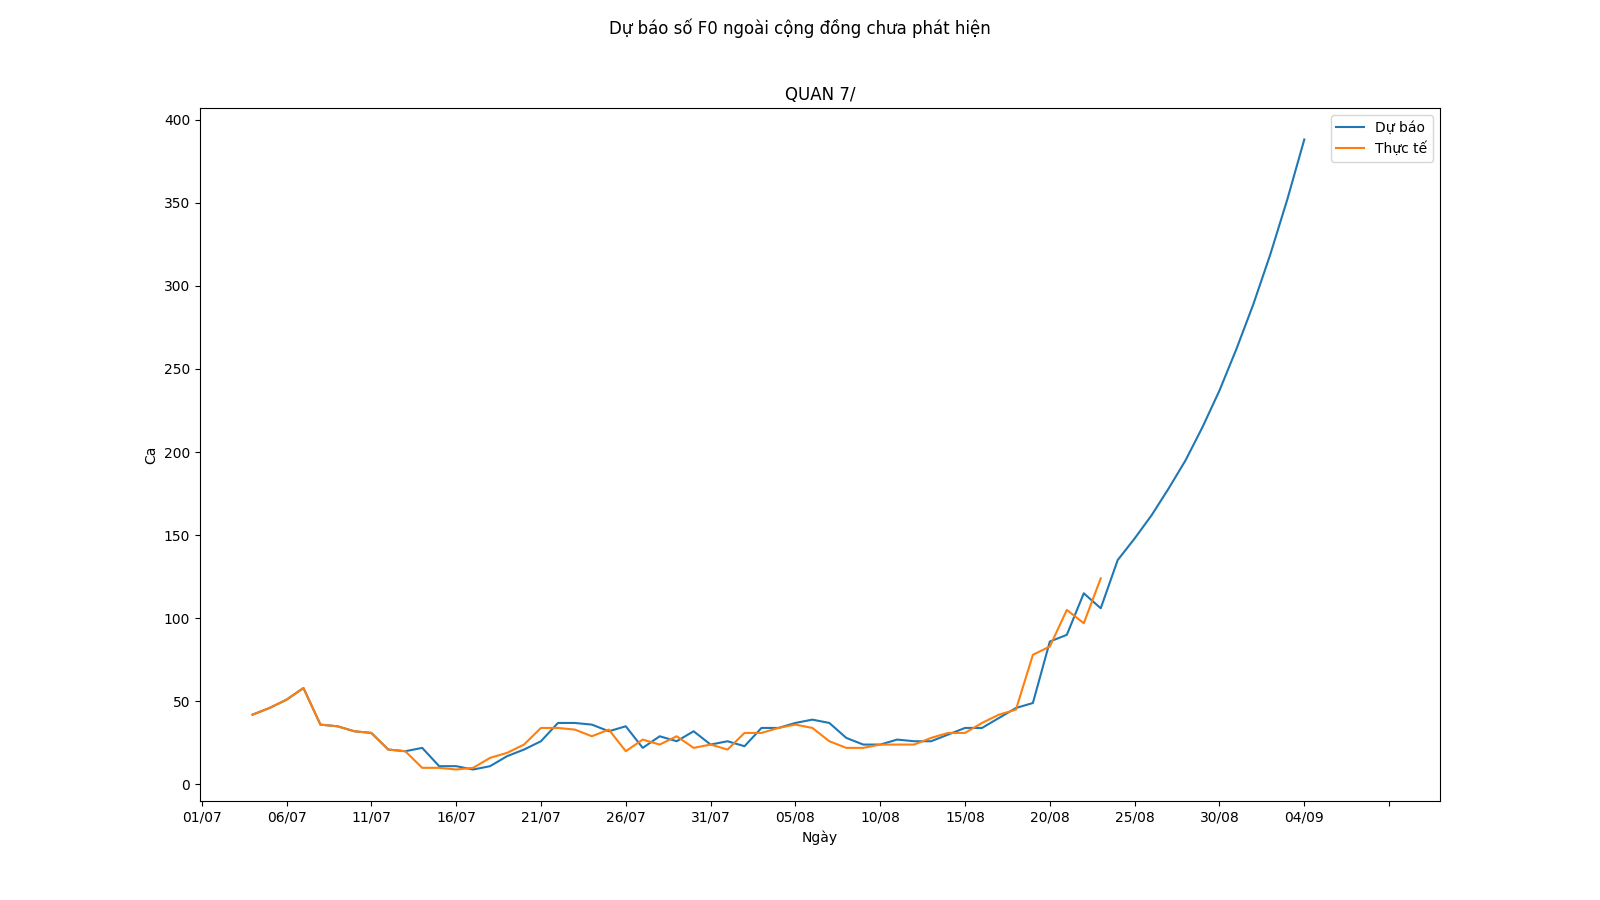 Dự báo số F0 ngoài cộng đồng chưa phát hiện
QUAN 7/
400
350
300
250
200
150
100
50
0
Ca
Dự báo
Thực tế
01/07 06/07 11/07 16/07 21/07 26/07 31/07 05/08 10/08 15/08 20/08 25/08 30/08 04/09
Ngày